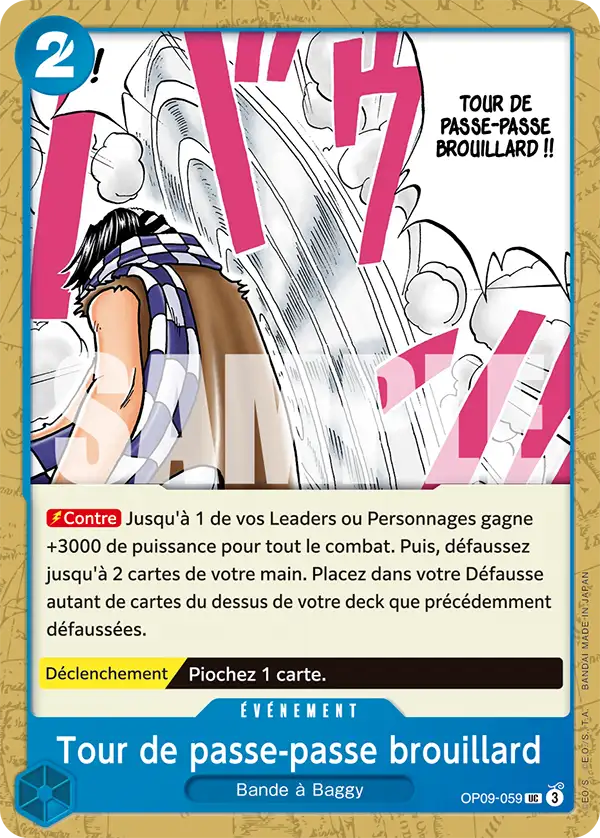 2
!
TOUR DE
PASSE-PASSE
BROUILLARD !!
ドウ
SAMPLE
Contre Jusqu'à 1 de vos Leaders ou Personnages gagne
+3000 de puissance pour tout le combat. Puis, défaussez
jusqu'à 2 cartes de votre main. Placez dans votre Défausse
autant de cartes du dessus de votre deck que précédemment
défaussées.
Déclenchement Piochez 1 carte.
ÉVÉNEMENT
Tour de passe-passe brouillard
Bande à Baggy
OP09-059 UC 3
E.O.S. E.O.S.,T.A. BANDAI MADE IN JAPAN